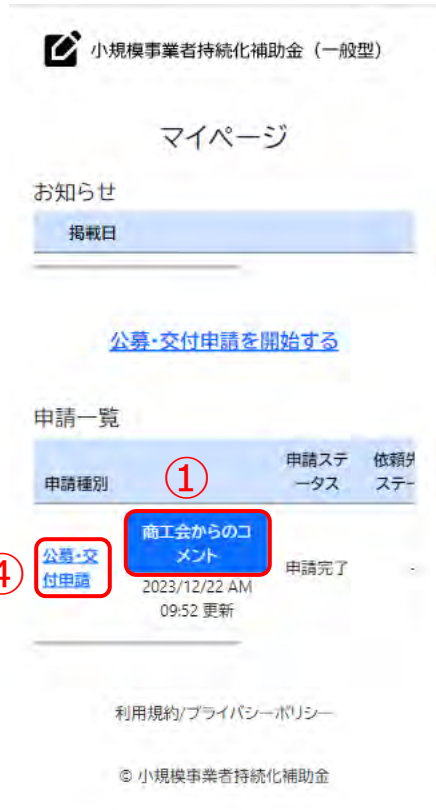 小規模事業者持続化補助金（一般型）
マイページ
お知らせ
掲載日
公募・交付申請を開始する
申請一覧
申請種別
①
申請ステ
ータス
依頼先
ステー
④
公募・交
付申請
商工会からのコ
メント
2023/12/22 AM
09:52 更新
申請完了
-
利用規約/プライバシーポリシー
© 小規模事業者持続化補助金